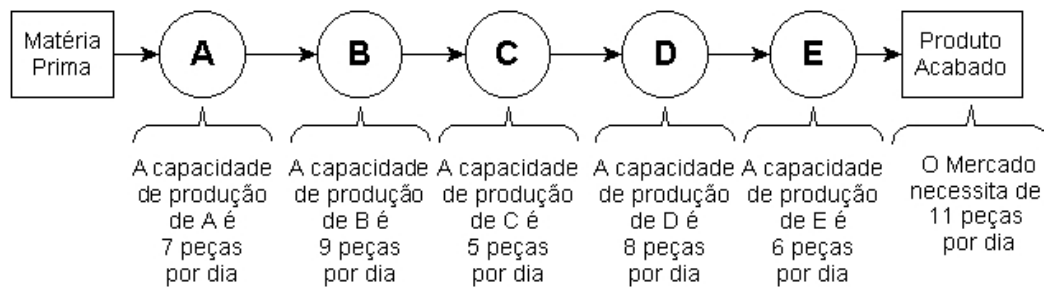 Matéria
Prima
A
B
C
D
E
Produto
Acabado
A capacidade
de produção
de A é
7 peças
por dia
A capacidade
de produção
de B é
9 peças
por dia
A capacidade
de produção
de C é
5 peças
por dia
A capacidade
de produção
de D é
8 peças
por dia
A capacidade
de produção
de E é
6 peças
por dia
O Mercado
necessita de
11 peças
por dia